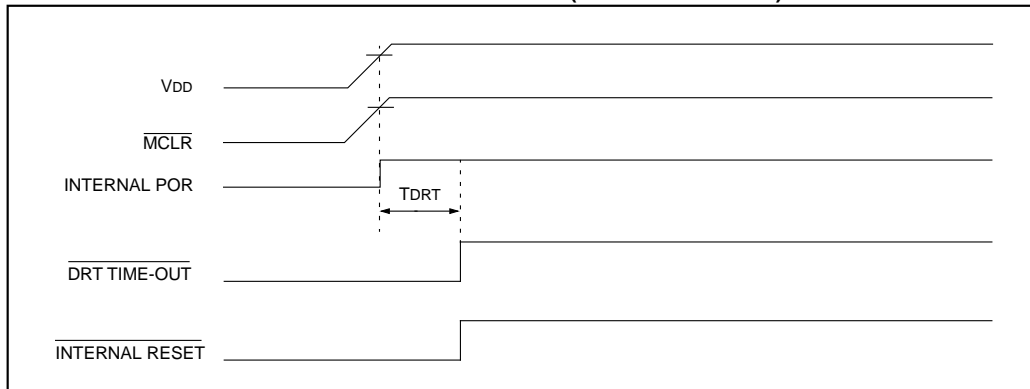 VDD
MCLR
INTERNAL POR
TDRT
DRT TIME-OUT
INTERNAL RESET